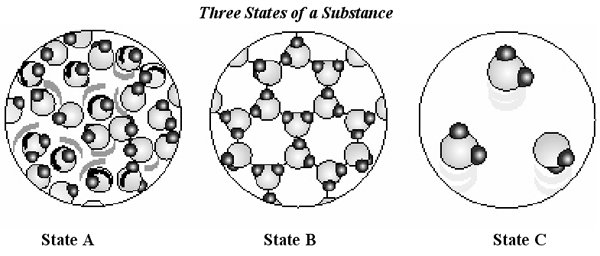 Three States of a Substance
State A
State B
State C